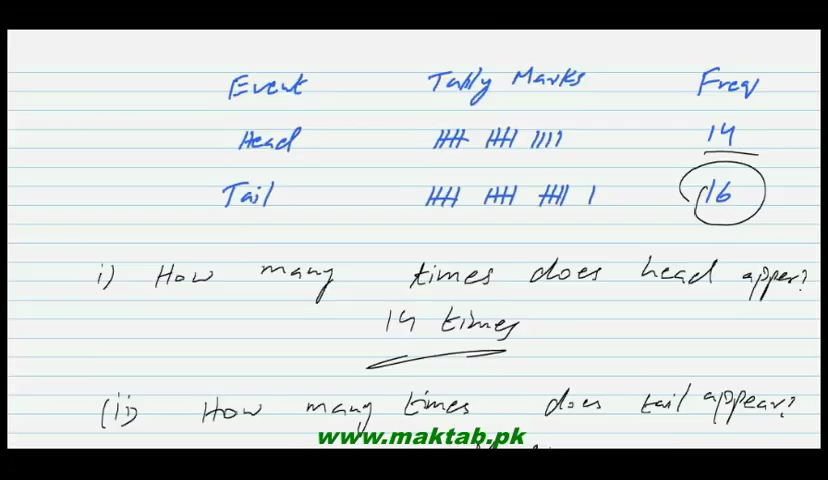 Event Tally Marks Freq
Head 14
Tail 16
i) How many times does head apper?
14 times
(ii) How many times does tail appear?
www.maktab.pk